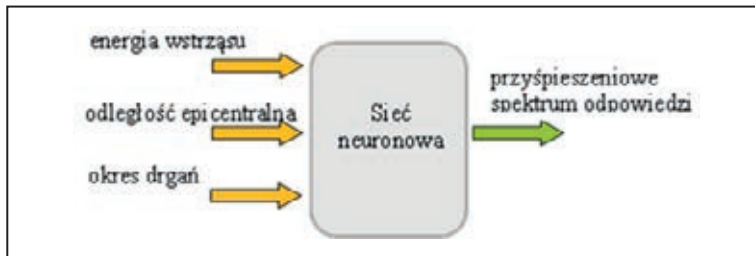 energia wstrząsu
odległość epicentralna
okres drgań
Sieć
neuronowa
przyśpieszeniowe
spektrum odpowiedzi